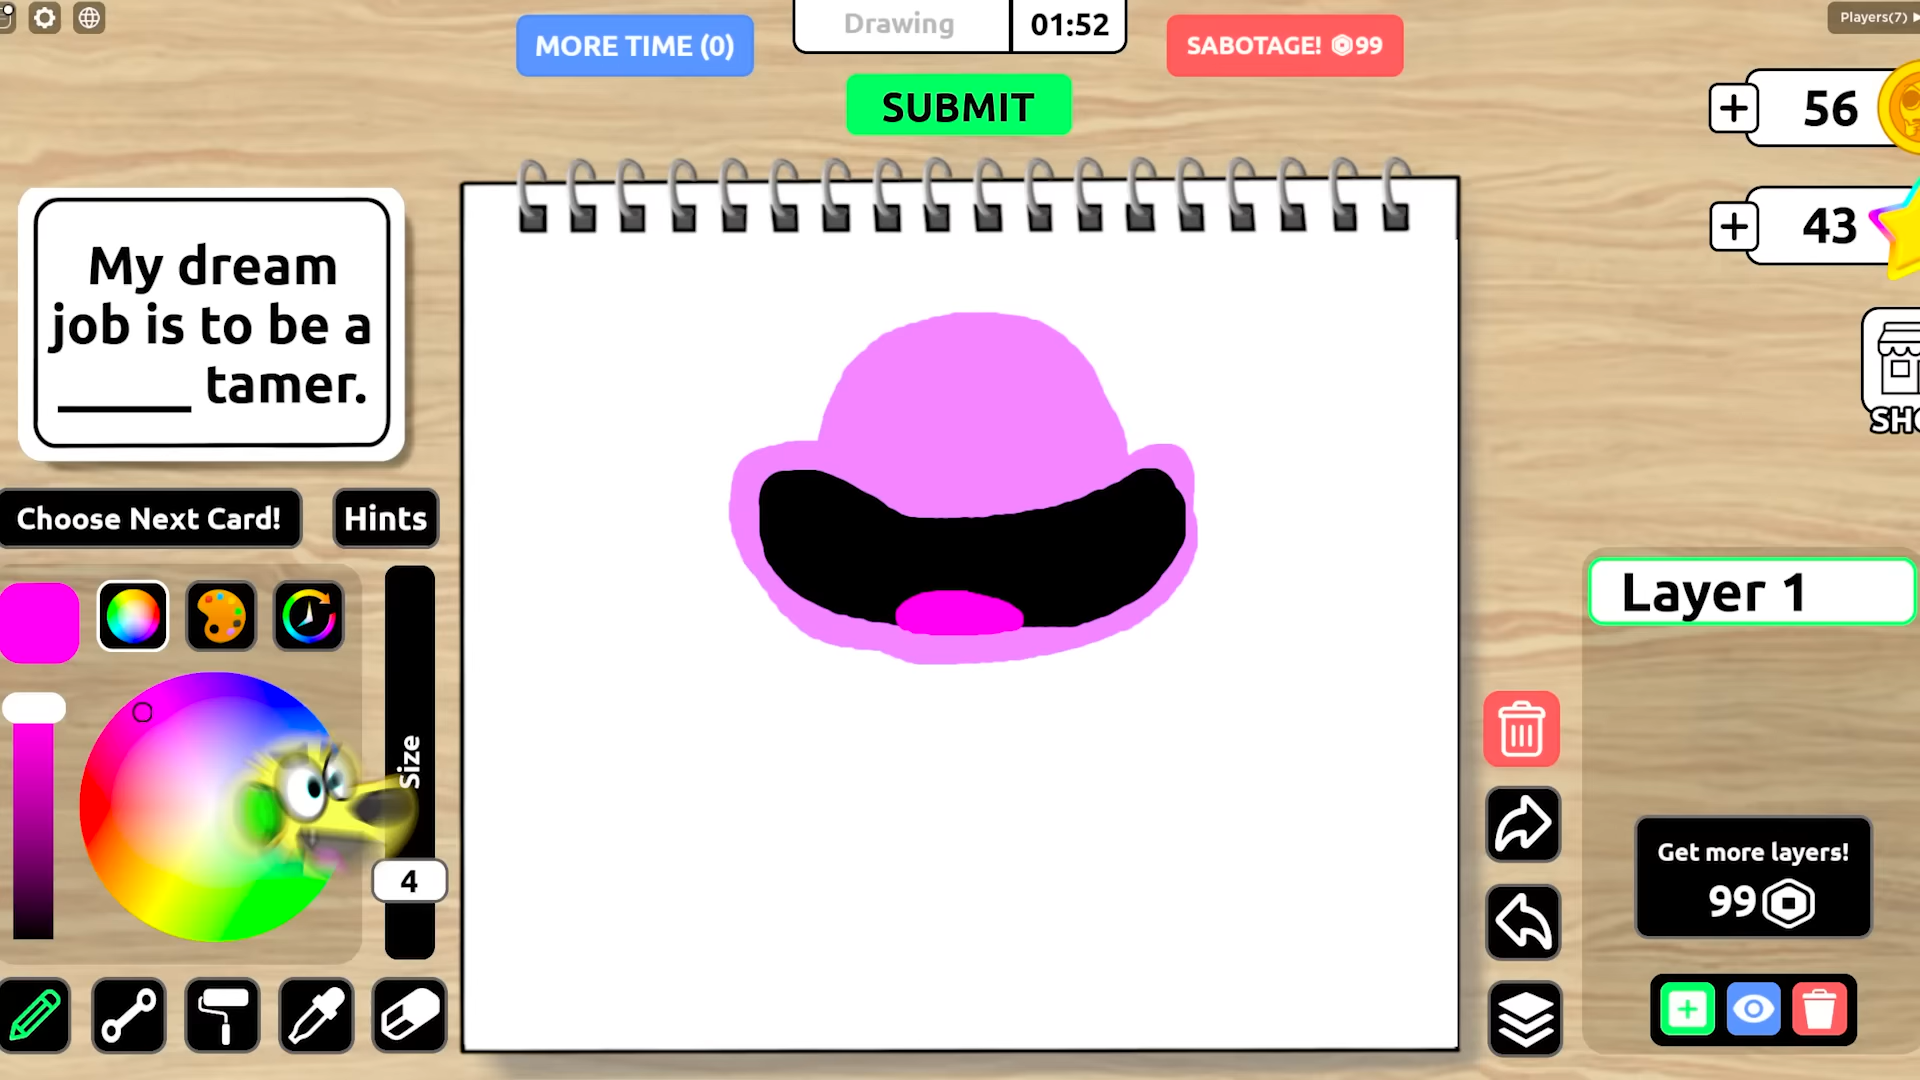 MORE TIME (0)
Drawing
01:52
SABOTAGE! 99
Players(7)
SUBMIT
56
43
My dream
job is to be a
_____ tamer.
Choose Next Card!
Hints
Size
4
Layer 1
Get more layers!
99